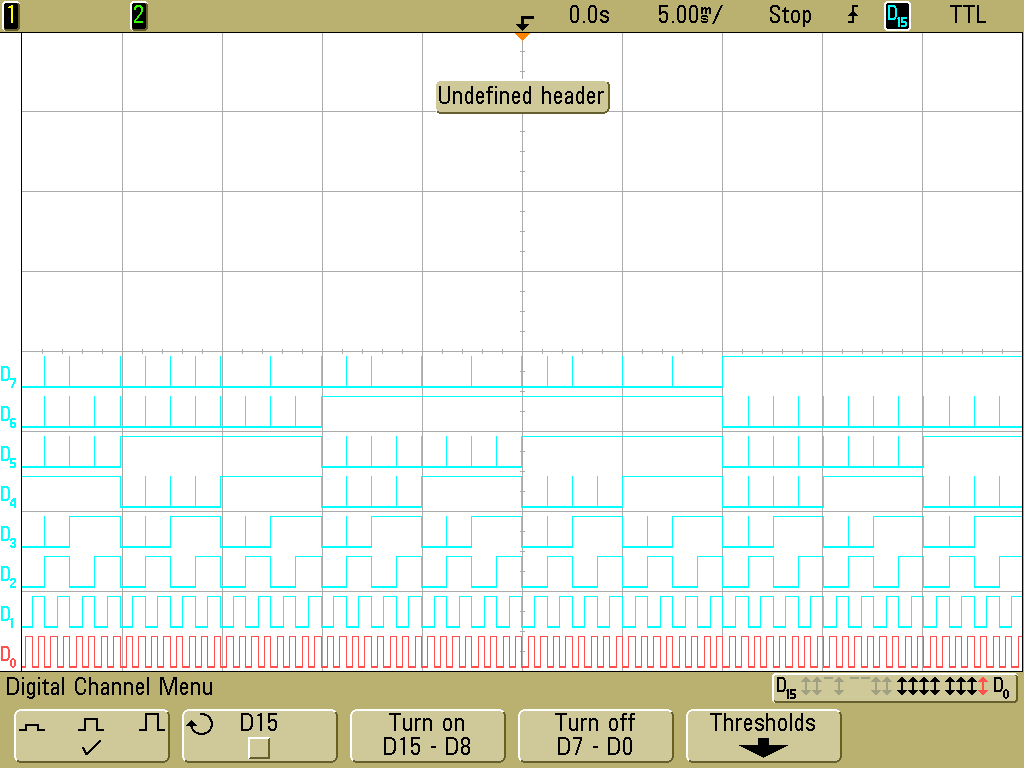 1 2 0.0s 5.00ms/ Stop D15 TTL
Undefined header
D7
D6
D5
D4
D3
D2
D1
D0
Digital Channel Menu D15 D0
D15 Turn on Turn off Thresholds
D15 - D8 D7 - D0